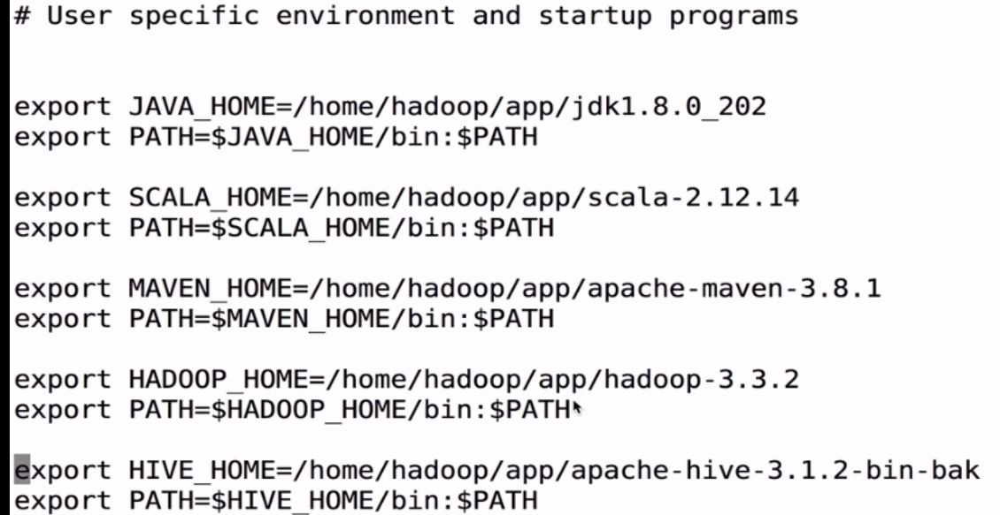 # User specific environment and startup programs
export JAVA_HOME=/home/hadoop/app/jdk1.8.0_202
export PATH=$JAVA_HOME/bin:$PATH
export SCALA_HOME=/home/hadoop/app/scala-2.12.14
export PATH=$SCALA_HOME/bin:$PATH
export MAVEN_HOME=/home/hadoop/app/apache-maven-3.8.1
export PATH=$MAVEN_HOME/bin:$PATH
export HADOOP_HOME=/home/hadoop/app/hadoop-3.3.2
export PATH=$HADOOP_HOME/bin:$PATH
export HIVE_HOME=/home/hadoop/app/apache-hive-3.1.2-bin-bak
export PATH=$HIVE_HOME/bin:$PATH